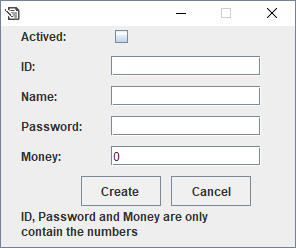 Actived:
ID:
Name:
Password:
Money:
0
Create Cancel
ID, Password and Money are only
contain the numbers